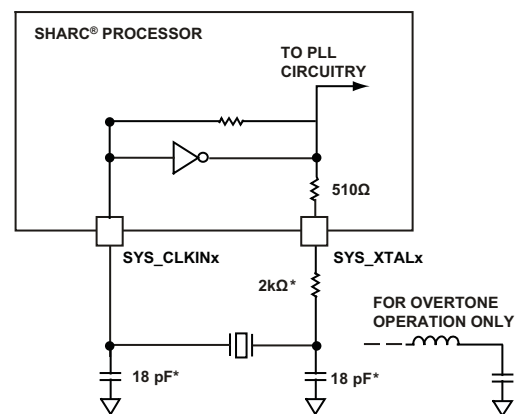 SHARC® PROCESSOR
TO PLL
CIRCUITRY
510Ω
SYS_CLKINx
SYS_XTALx
2kΩ*
FOR OVERTONE
OPERATION ONLY
18 pF*
18 pF*